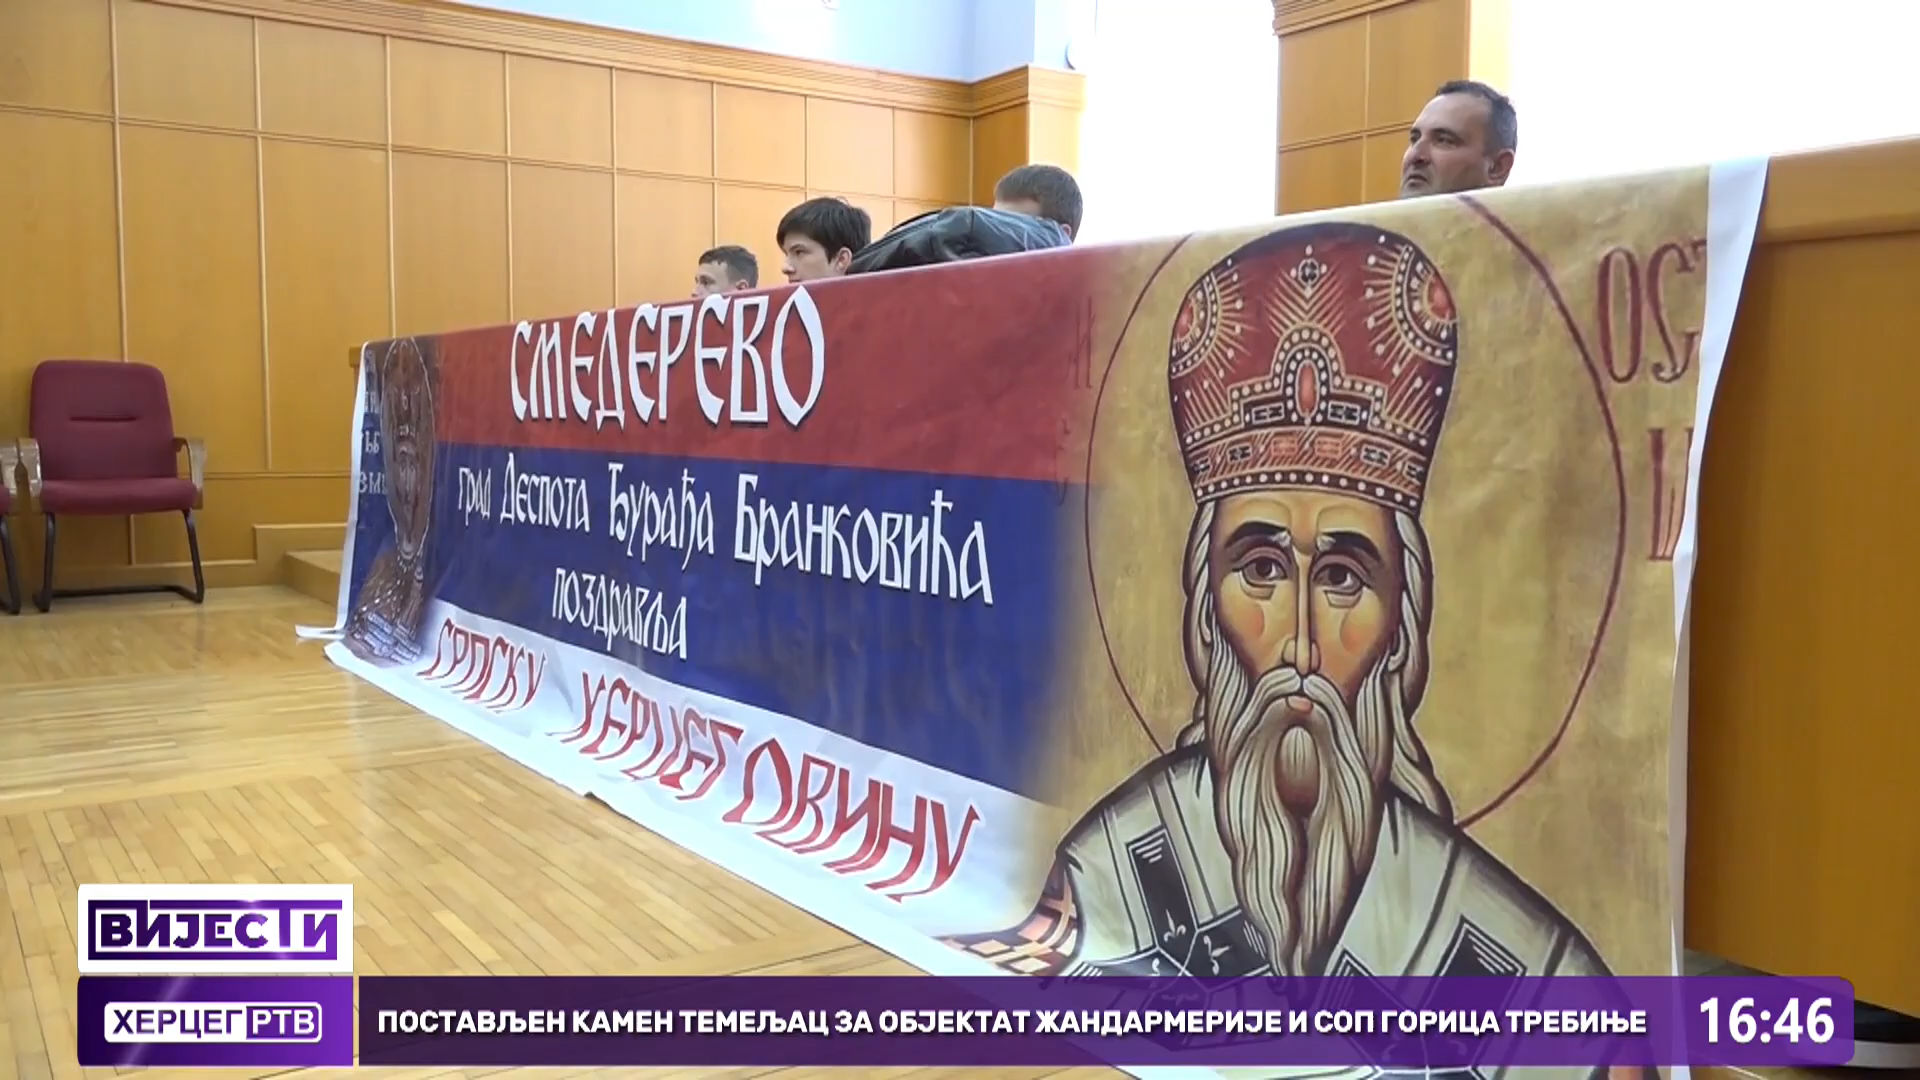 СМЕДЕРЕВО
град Деспота Ђурађа Бранковића
поздравља
СРПСКУ ХЕРЦЕГОВИНУ
ВИЈЕСТИ
ХЕРЦЕГ РТВ
ПОСТАВЉЕН КАМЕН ТЕМЕЉАЦ ЗА ОБЈЕКТАТ ЖАНДАРМЕРИЈЕ И СОП ГОРИЦА ТРЕБИЊЕ
16:46